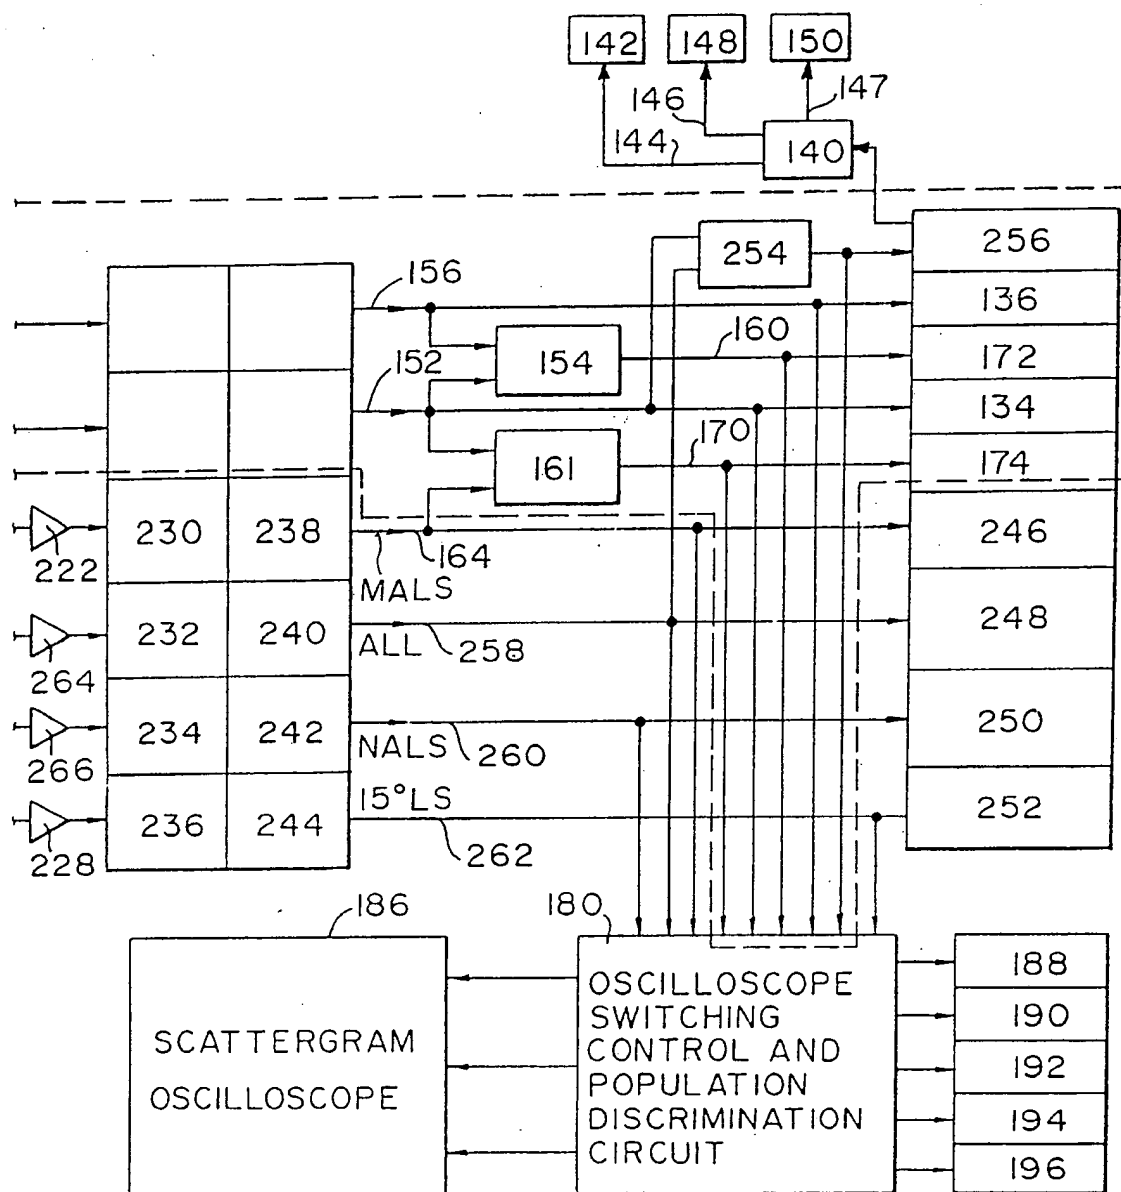 142 148 150
146 147
144 140
256
254
156 136
160 172
152 154
134
170
161 174
230 238 246
222 164
MALS
232 240 248
ALL 258
264
234 242 250
NALS 260
266
15°LS
236 244 252
228 262
186 180
188
OSCILLOSCOPE
SWITCHING 190
SCATTERGRAM CONTROL AND
192
OSCILLOSCOPE POPULATION
DISCRIMINATION 194
CIRCUIT
196